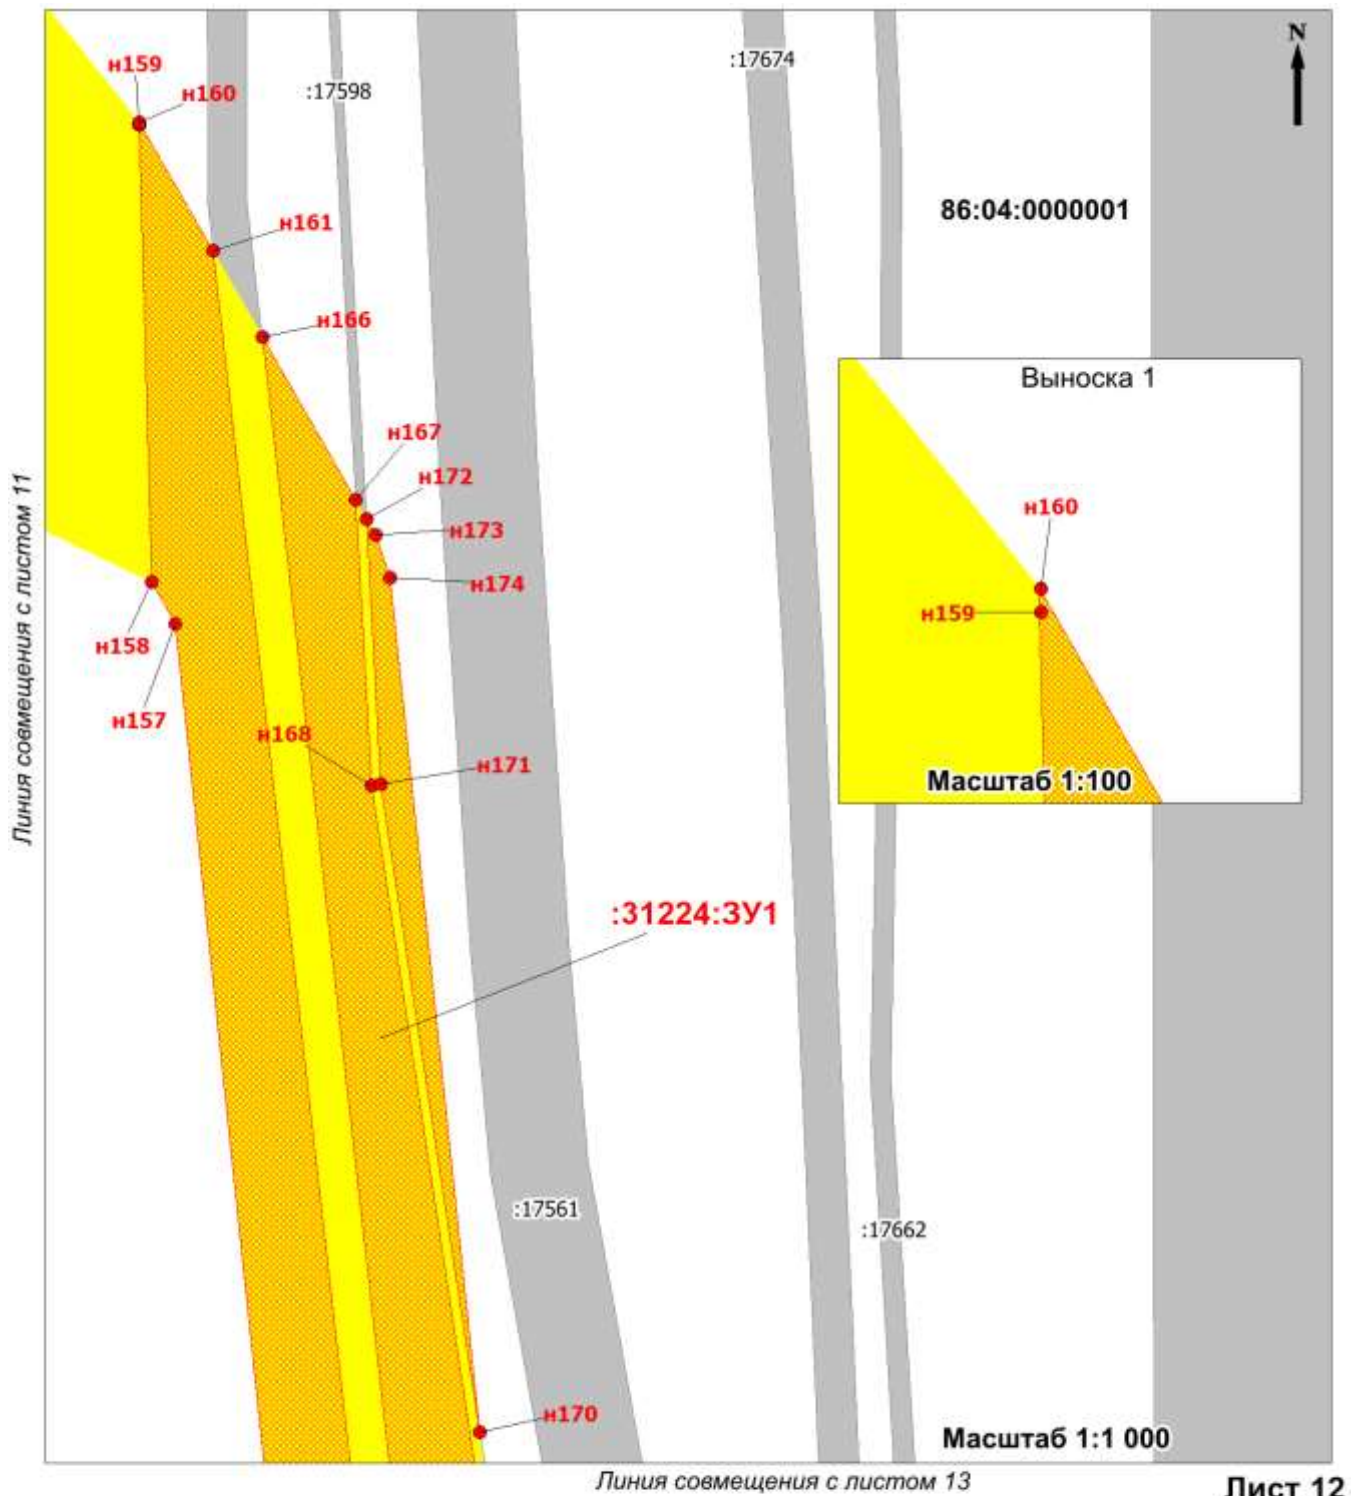 N
:17674
н159
н160
:17598
86:04:0000001
н161
н166
Выноска 1
н167
н172
н160
н173
н174
н159
Линия совмещения с листом 11
н158
н157
н168
н171
Масштаб 1:100
:31224:ЗУ1
:17561
:17662
н170
Масштаб 1:1 000
Линия совмещения с листом 13
Лист 12